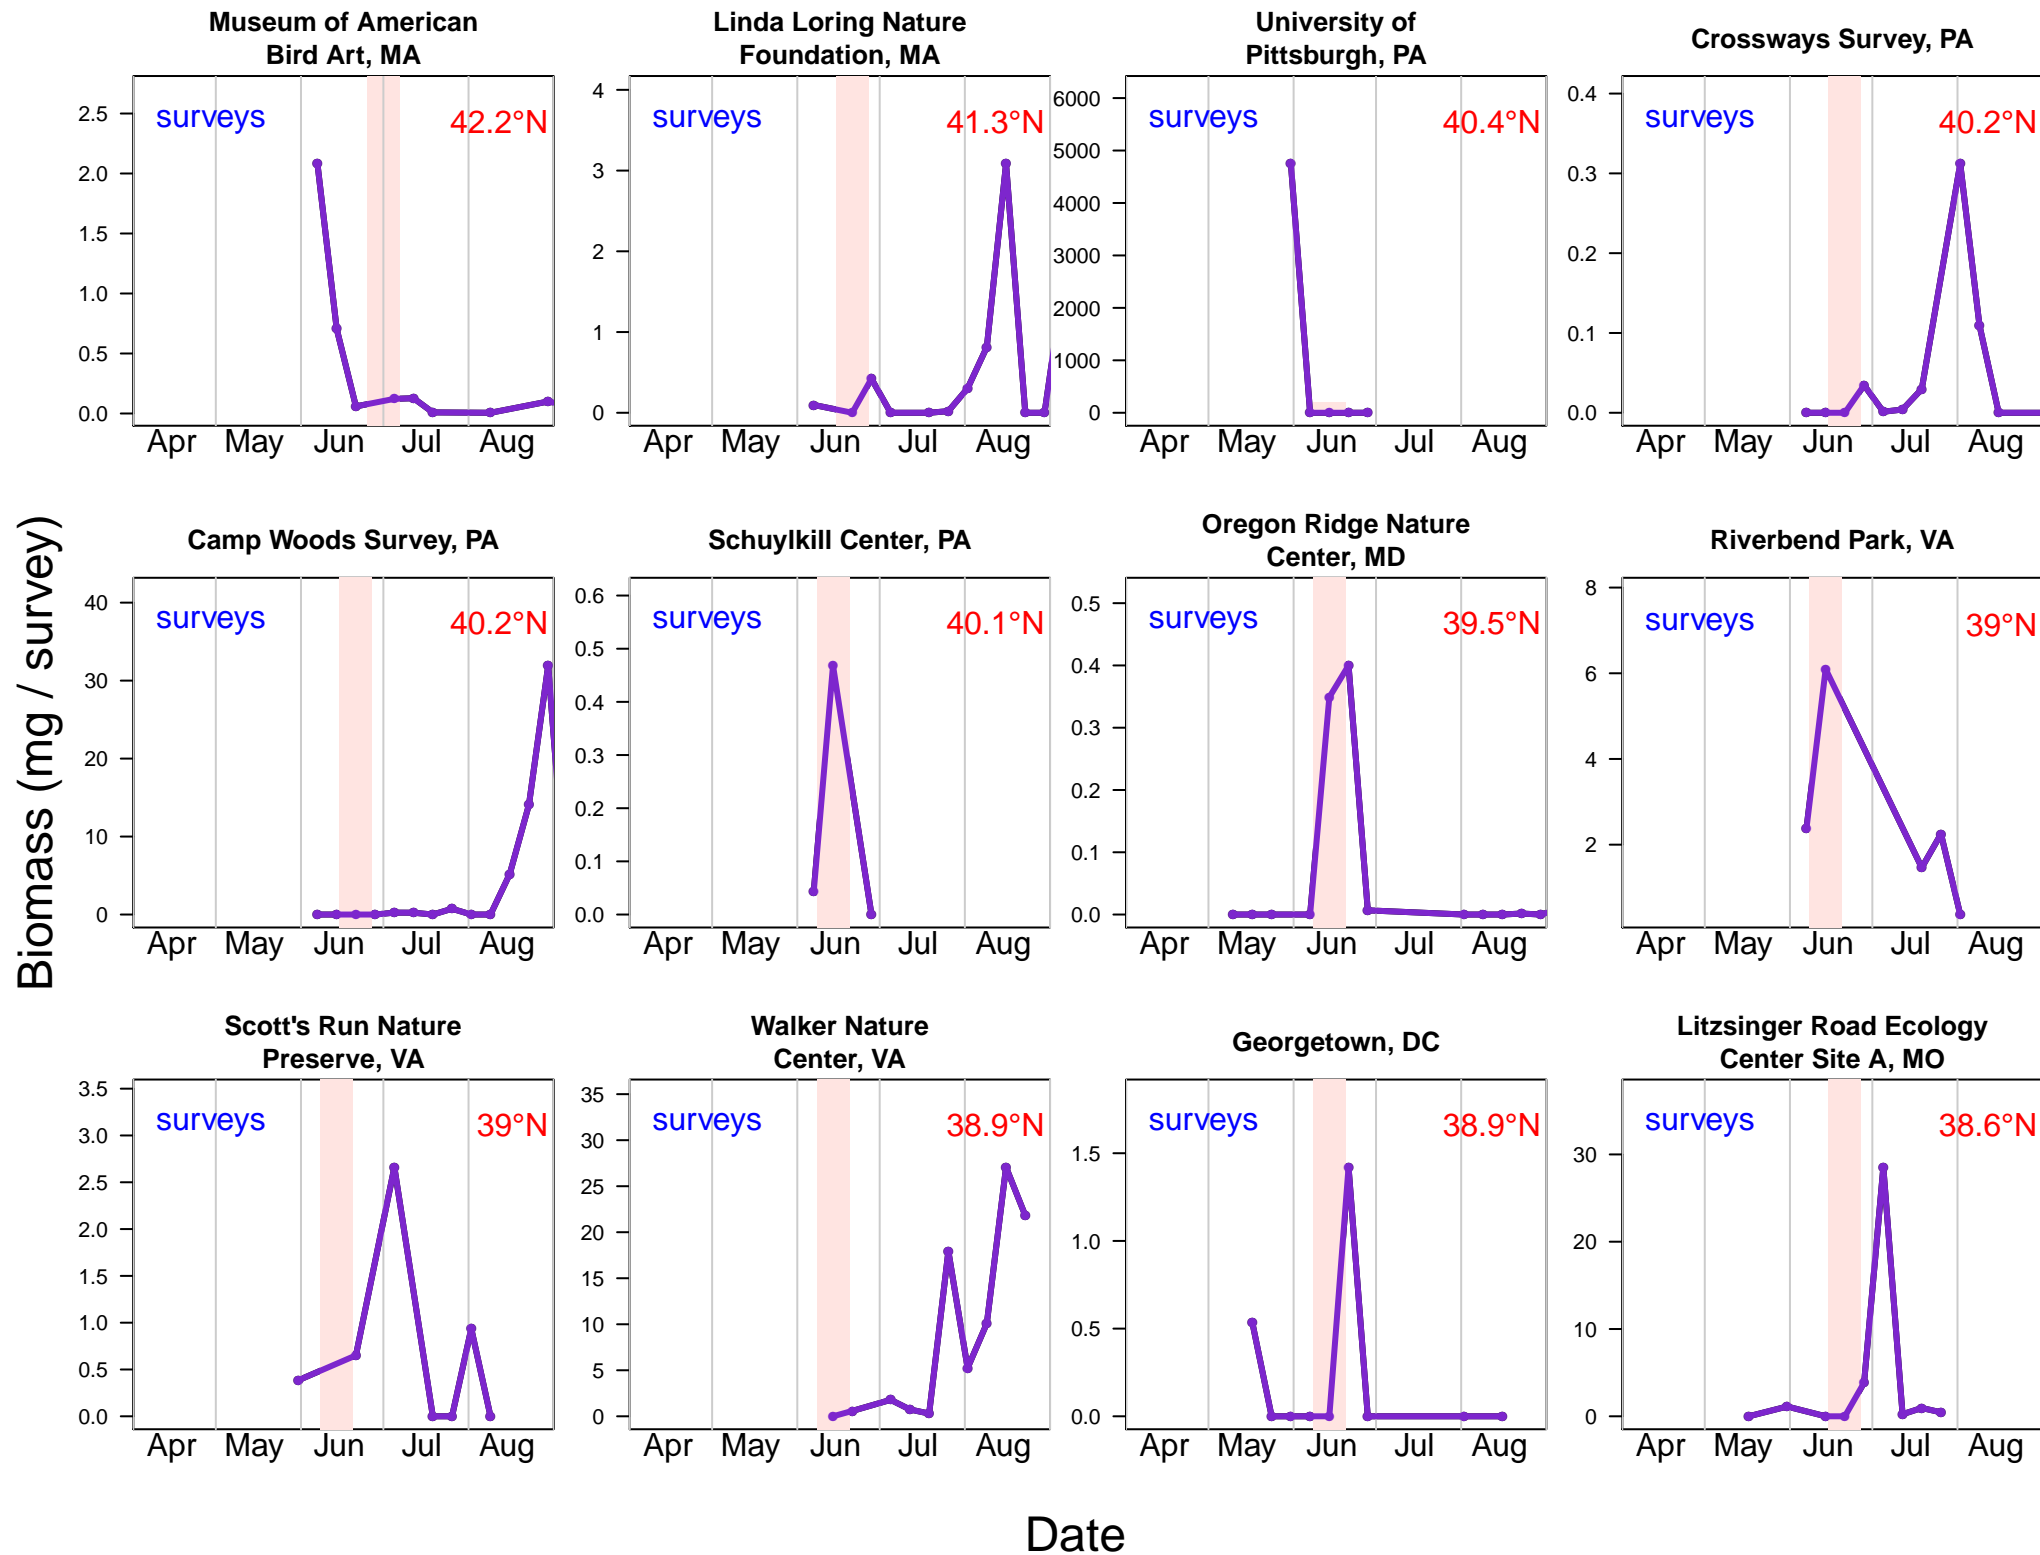 Museum of American
Bird Art, MA
surveys
42.2°N
2.5
2.0
1.5
1.0
0.5
0.0
Apr May Jun Jul Aug
Linda Loring Nature
Foundation, MA
surveys
41.3°N
4
3
2
1
0
Apr May Jun Jul Aug
University of
Pittsburgh, PA
surveys
40.4°N
6000
5000
4000
3000
2000
1000
0
Apr May Jun Jul Aug
Crossways Survey, PA
surveys
40.2°N
0.4
0.3
0.2
0.1
0.0
Apr May Jun Jul Aug
Biomass (mg / survey)
Camp Woods Survey, PA
surveys
40.2°N
40
30
20
10
0
Apr May Jun Jul Aug
Schuylkill Center, PA
surveys
40.1°N
0.6
0.5
0.4
0.3
0.2
0.1
0.0
Apr May Jun Jul Aug
Oregon Ridge Nature
Center, MD
surveys
39.5°N
0.5
0.4
0.3
0.2
0.1
0.0
Apr May Jun Jul Aug
Riverbend Park, VA
surveys
39°N
8
6
4
2
Apr May Jun Jul Aug
Scott's Run Nature
Preserve, VA
surveys
39°N
3.5
3.0
2.5
2.0
1.5
1.0
0.5
0.0
Apr May Jun Jul Aug
Walker Nature
Center, VA
surveys
38.9°N
35
30
25
20
15
10
5
0
Apr May Jun Jul Aug
Georgetown, DC
surveys
38.9°N
1.5
1.0
0.5
0.0
Apr May Jun Jul Aug
Litzsinger Road Ecology
Center Site A, MO
surveys
38.6°N
30
20
10
0
Apr May Jun Jul Aug
Date